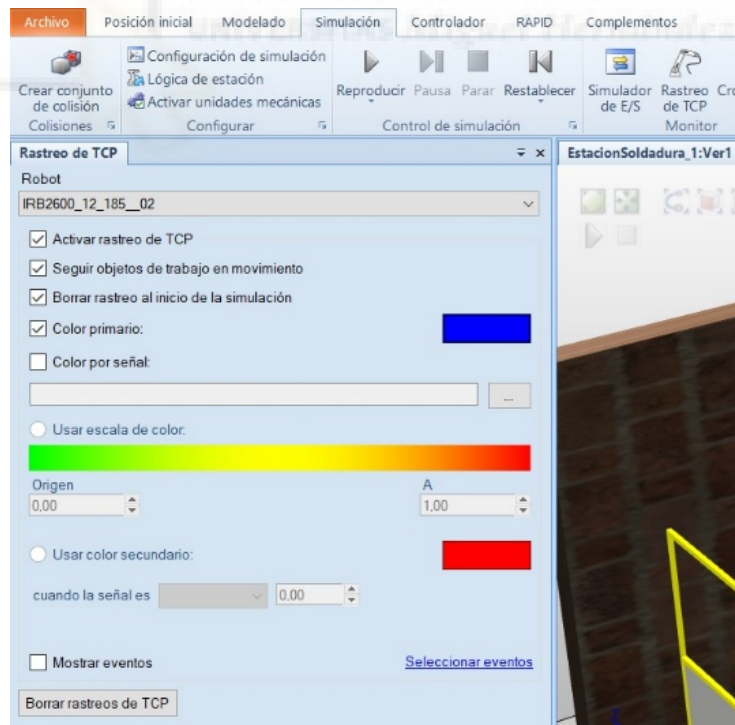 UNIVERSITAS Miguel Hernández
Archivo Posición inicial Modelado Simulación Controlador RAPID Complementos
Crear conjunto de colisión
Configuración de simulación
Lógica de estación
Activar unidades mecánicas
Reproducir Pausa Parar Restablecer
Simulador de E/S
Rastreo de TCP
Colisiones Configurar Control de simulación Monitor
Rastreo de TCP
EstacionSoldadura_1:Ver1
Robot
IRB2600_12_185__02
Activar rastreo de TCP
Seguir objetos de trabajo en movimiento
Borrar rastreo al inicio de la simulación
Color primario:
Color por señal:
...
Usar escala de color:
Origen A
0,00 1,00
Usar color secundario:
cuando la señal es 0,00
Mostrar eventos Seleccionar eventos
Borrar rastreos de TCP